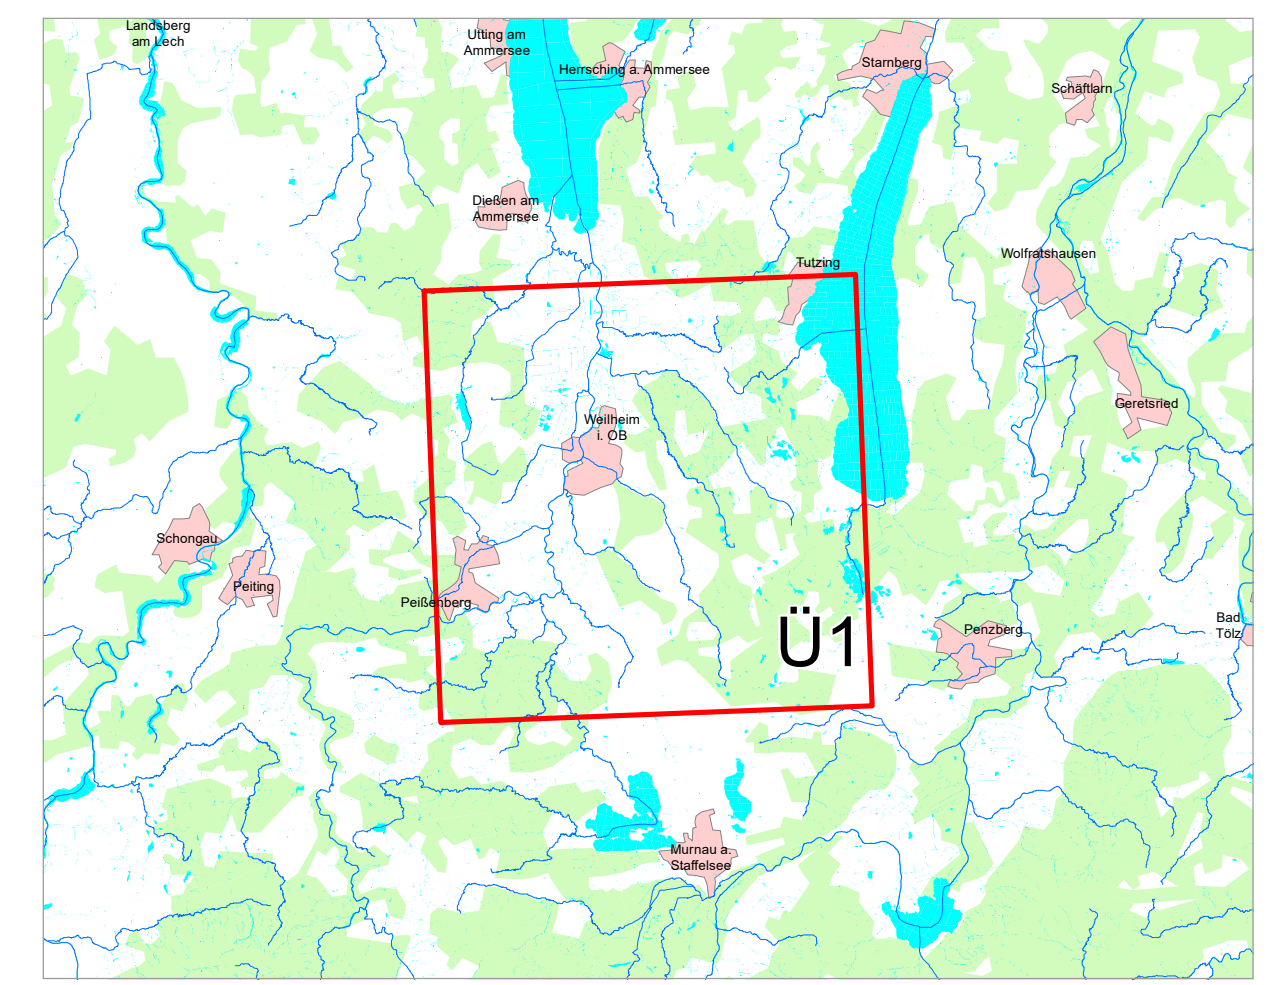 Landsberg
am Lech
Utting am
Ammersee
Herrsching a. Ammersee
Starnberg
Schäftlarn
Dießen am
Ammersee
Wolfratshausen
Tutzing
Geretsried
Weilheim
i. OB
Schongau
Peiting
Peißenberg
Ü1
Penzberg
Bad
Tölz
Murnau a.
Staffelsee